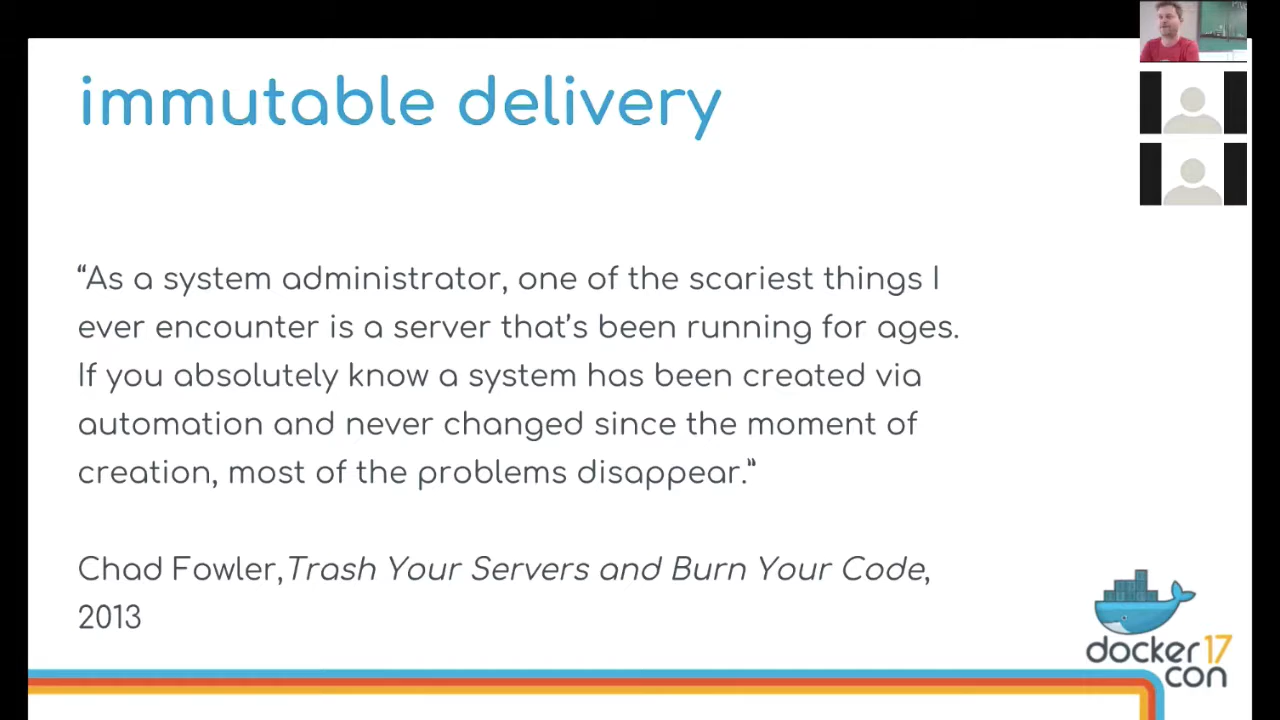 immutable delivery
“As a system administrator, one of the scariest things I
ever encounter is a server that’s been running for ages.
If you absolutely know a system has been created via
automation and never changed since the moment of
creation, most of the problems disappear.”
Chad Fowler,Trash Your Servers and Burn Your Code,
2013
docker 17
con